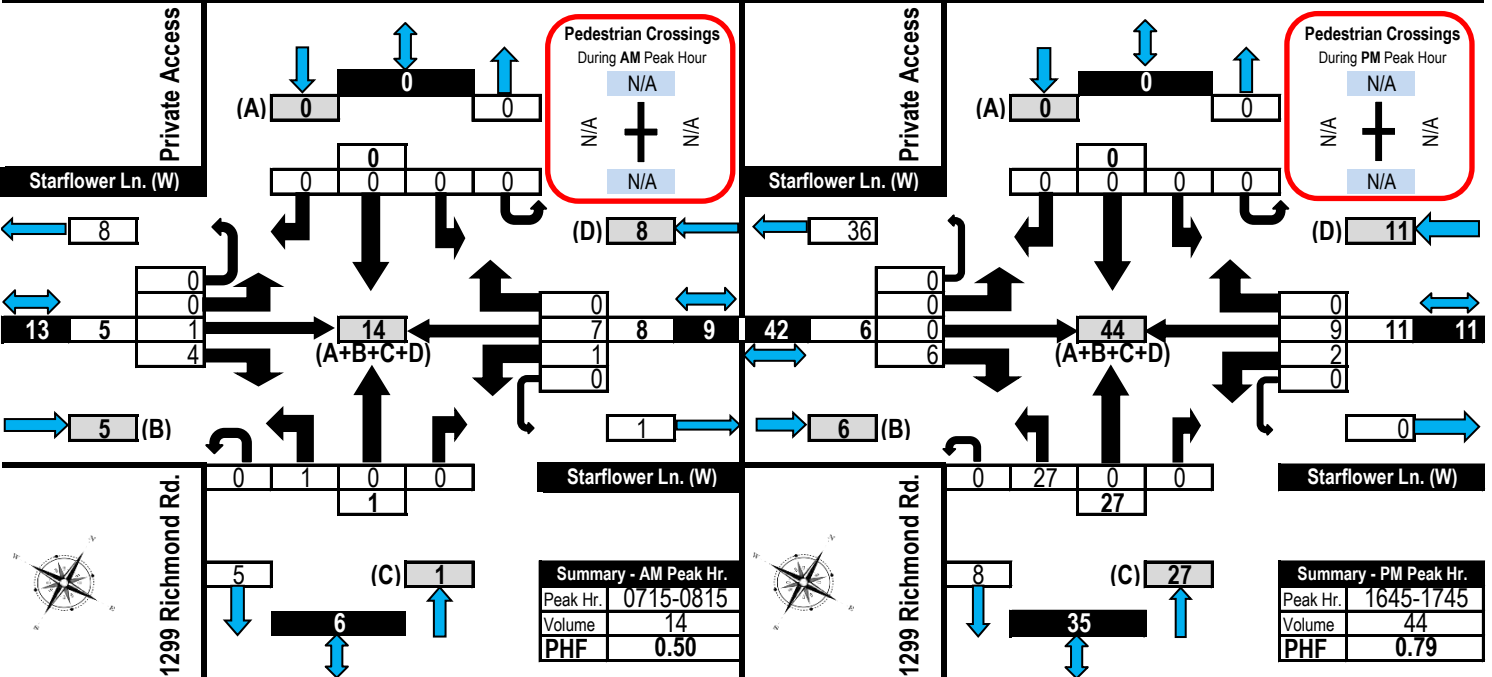 Private Access
Pedestrian Crossings
During AM Peak Hour
N/A
N/A
N/A
N/A
0
(A) 0
0
0
0 0 0 0
Starflower Ln. (W)
8
(D) 8
0
0
13 5 1
4
14
(A+B+C+D)
0
7 8 9
1
0
5 (B)
1
0 1 0 0
1
Starflower Ln. (W)
1299 Richmond Rd.
5
(C) 1
6
Summary - AM Peak Hr.
Peak Hr. 0715-0815
Volume 14
PHF 0.50
Private Access
Pedestrian Crossings
During PM Peak Hour
N/A
N/A
N/A
N/A
0
(A) 0
0
0
0 0 0 0
Starflower Ln. (W)
36
(D) 11
0
0
42 6 0
6
44
(A+B+C+D)
0
9 11 11
2
0
6 (B)
0
0 27 0 0
27
Starflower Ln. (W)
1299 Richmond Rd.
8
(C) 27
35
Summary - PM Peak Hr.
Peak Hr. 1645-1745
Volume 44
PHF 0.79